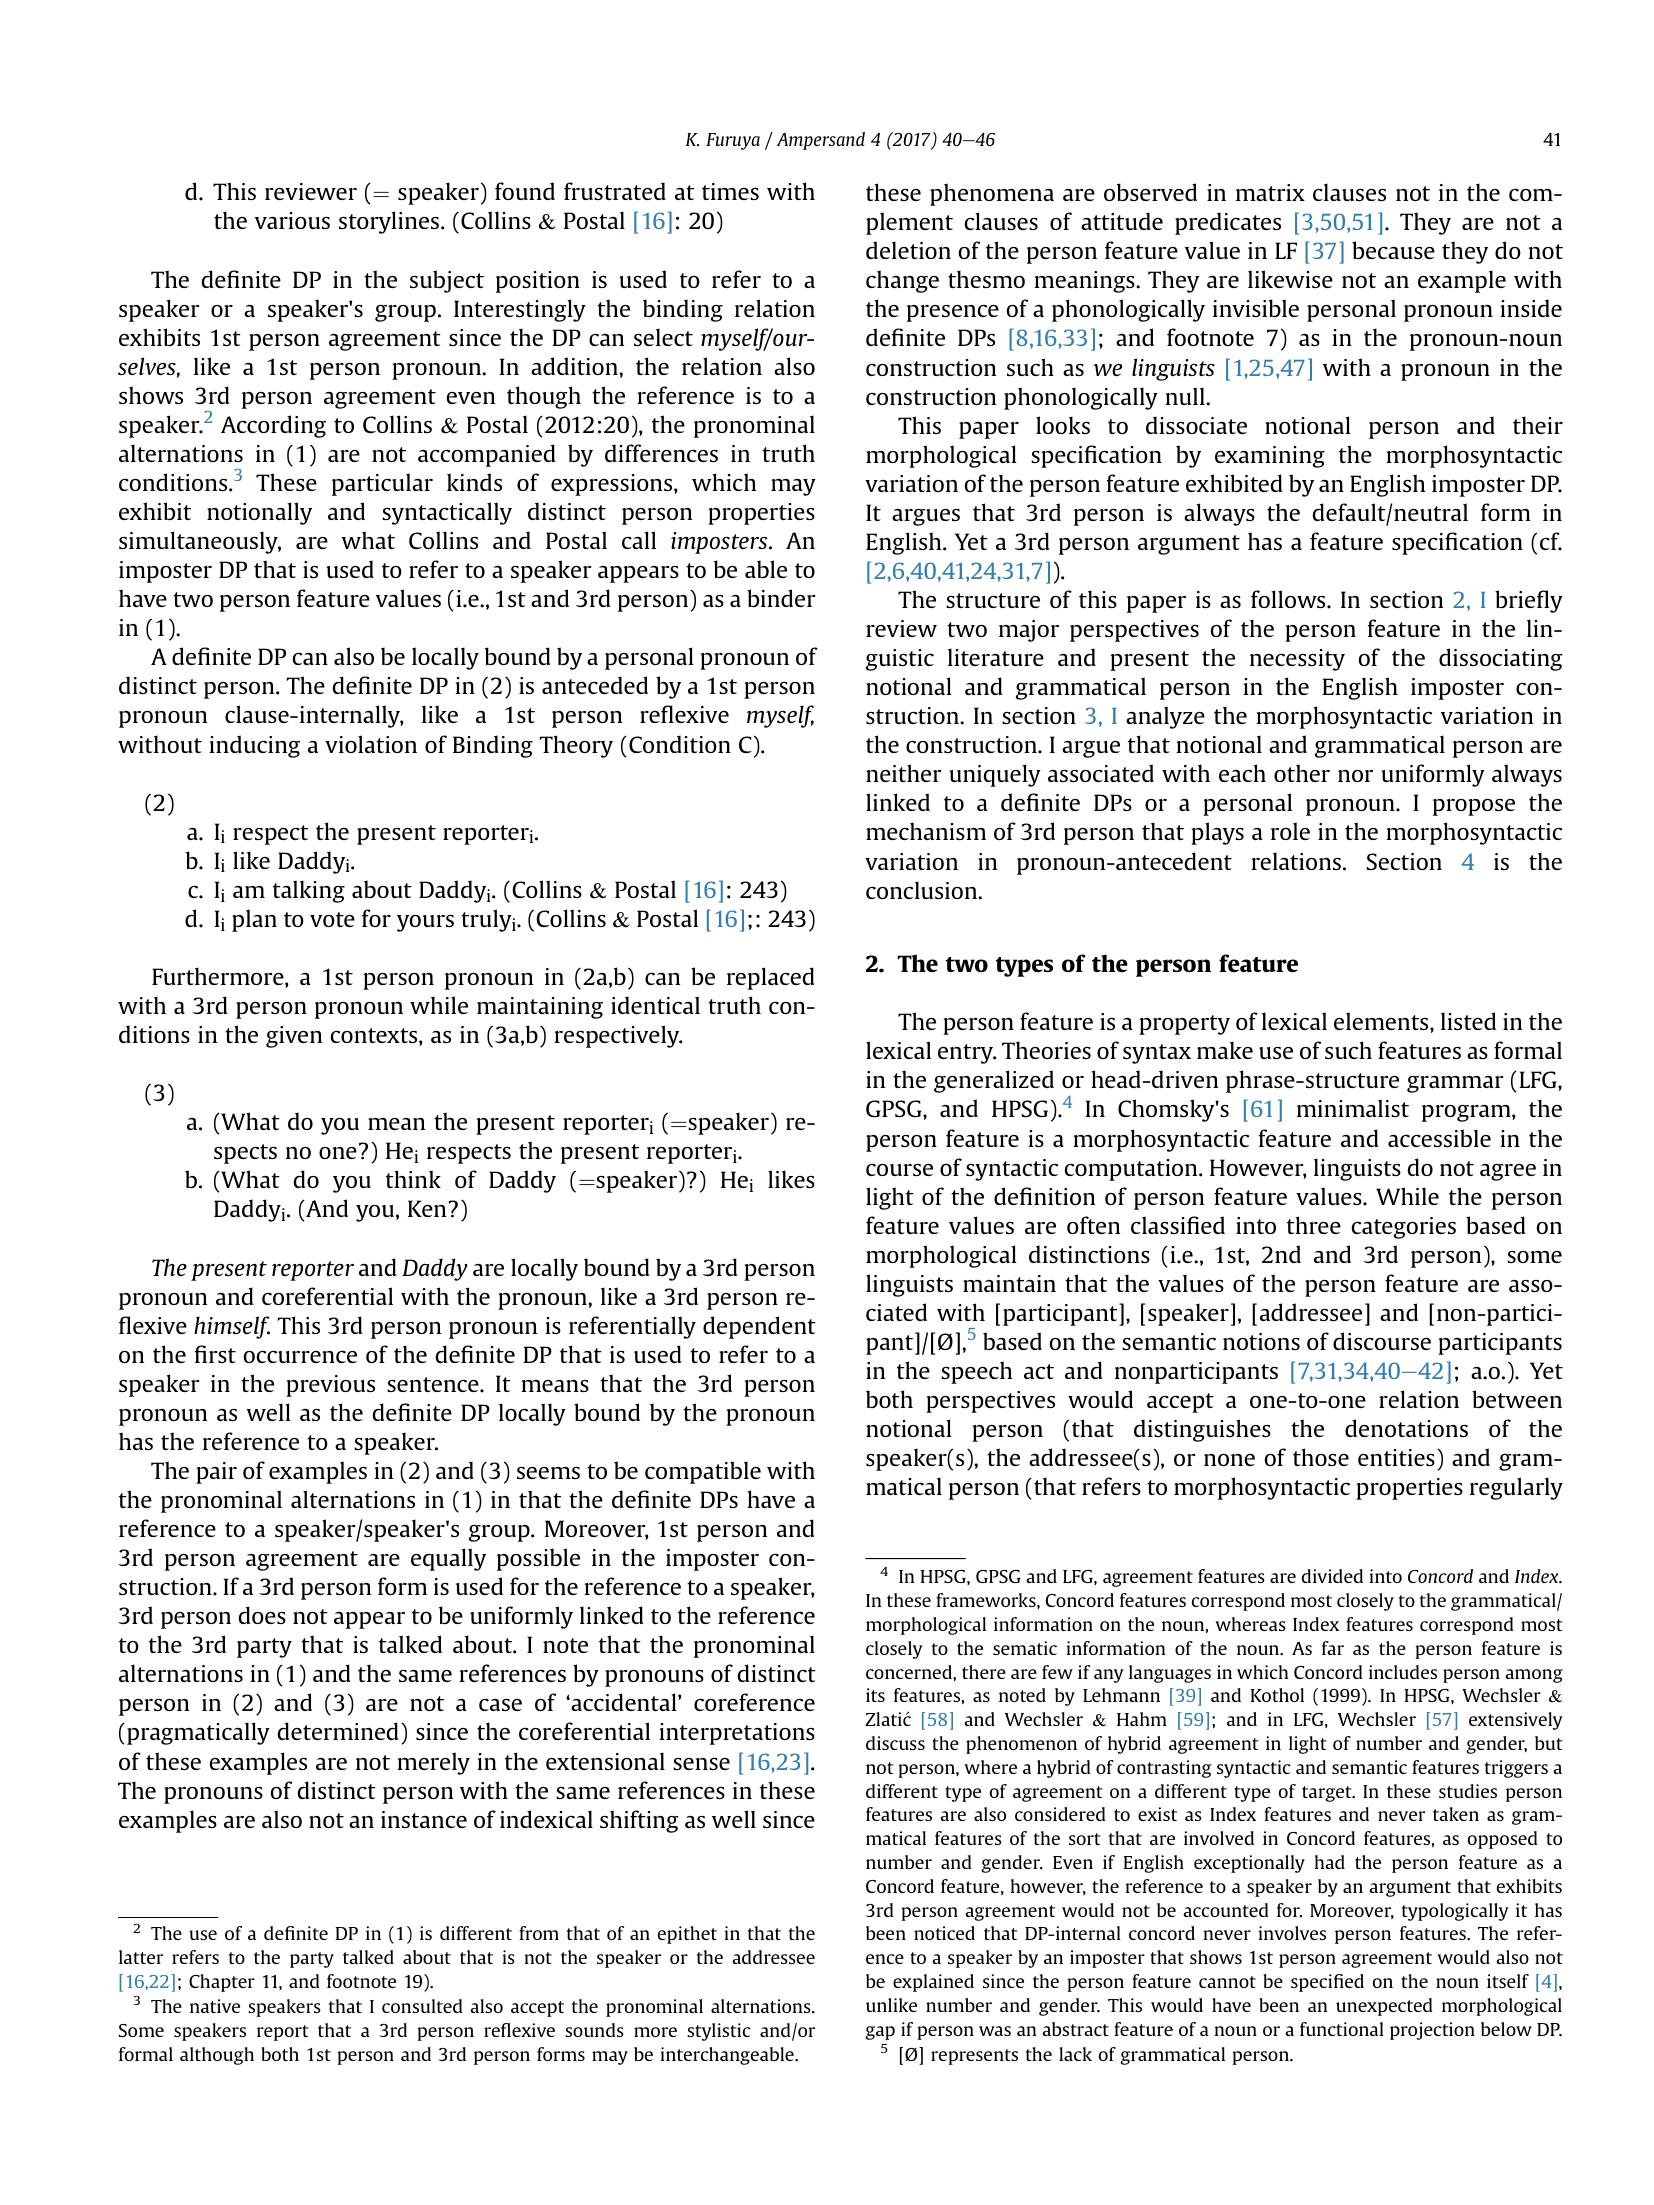 K. Furuya / Ampersand 4 (2017) 40–46
41
d. This reviewer (= speaker) found frustrated at times with
the various storylines. (Collins & Postal [16]: 20)
The definite DP in the subject position is used to refer to a
speaker or a speaker's group. Interestingly the binding relation
exhibits 1st person agreement since the DP can select myself/our-
selves, like a 1st person pronoun. In addition, the relation also
shows 3rd person agreement even though the reference is to a
speaker.2 According to Collins & Postal (2012:20), the pronominal
alternations in (1) are not accompanied by differences in truth
conditions.3 These particular kinds of expressions, which may
exhibit notionally and syntactically distinct person properties
simultaneously, are what Collins and Postal call imposters. An
imposter DP that is used to refer to a speaker appears to be able to
have two person feature values (i.e., 1st and 3rd person) as a binder
in (1).
A definite DP can also be locally bound by a personal pronoun of
distinct person. The definite DP in (2) is anteceded by a 1st person
pronoun clause-internally, like a 1st person reflexive myself,
without inducing a violation of Binding Theory (Condition C).
(2)
a. Ii respect the present reporteri.
b. Ii like Daddyi.
c. Ii am talking about Daddyi. (Collins & Postal [16]: 243)
d. Ii plan to vote for yours trulyi. (Collins & Postal [16];: 243)
Furthermore, a 1st person pronoun in (2a,b) can be replaced
with a 3rd person pronoun while maintaining identical truth con-
ditions in the given contexts, as in (3a,b) respectively.
(3)
a. (What do you mean the present reporteri (=speaker) re-
spects no one?) Hei respects the present reporteri.
b. (What do you think of Daddy (=speaker)?) Hei likes
Daddyi. (And you, Ken?)
The present reporter and Daddy are locally bound by a 3rd person
pronoun and coreferential with the pronoun, like a 3rd person re-
flexive himself. This 3rd person pronoun is referentially dependent
on the first occurrence of the definite DP that is used to refer to a
speaker in the previous sentence. It means that the 3rd person
pronoun as well as the definite DP locally bound by the pronoun
has the reference to a speaker.
The pair of examples in (2) and (3) seems to be compatible with
the pronominal alternations in (1) in that the definite DPs have a
reference to a speaker/speaker's group. Moreover, 1st person and
3rd person agreement are equally possible in the imposter con-
struction. If a 3rd person form is used for the reference to a speaker,
3rd person does not appear to be uniformly linked to the reference
to the 3rd party that is talked about. I note that the pronominal
alternations in (1) and the same references by pronouns of distinct
person in (2) and (3) are not a case of ‘accidental’ coreference
(pragmatically determined) since the coreferential interpretations
of these examples are not merely in the extensional sense [16,23].
The pronouns of distinct person with the same references in these
examples are also not an instance of indexical shifting as well since
2 The use of a definite DP in (1) is different from that of an epithet in that the
latter refers to the party talked about that is not the speaker or the addressee
[16,22]; Chapter 11, and footnote 19).
3 The native speakers that I consulted also accept the pronominal alternations.
Some speakers report that a 3rd person reflexive sounds more stylistic and/or
formal although both 1st person and 3rd person forms may be interchangeable.
these phenomena are observed in matrix clauses not in the com-
plement clauses of attitude predicates [3,50,51]. They are not a
deletion of the person feature value in LF [37] because they do not
change thesmo meanings. They are likewise not an example with
the presence of a phonologically invisible personal pronoun inside
definite DPs [8,16,33]; and footnote 7) as in the pronoun-noun
construction such as we linguists [1,25,47] with a pronoun in the
construction phonologically null.
This paper looks to dissociate notional person and their
morphological specification by examining the morphosyntactic
variation of the person feature exhibited by an English imposter DP.
It argues that 3rd person is always the default/neutral form in
English. Yet a 3rd person argument has a feature specification (cf.
[2,6,40,41,24,31,7]).
The structure of this paper is as follows. In section 2, I briefly
review two major perspectives of the person feature in the lin-
guistic literature and present the necessity of the dissociating
notional and grammatical person in the English imposter con-
struction. In section 3, I analyze the morphosyntactic variation in
the construction. I argue that notional and grammatical person are
neither uniquely associated with each other nor uniformly always
linked to a definite DPs or a personal pronoun. I propose the
mechanism of 3rd person that plays a role in the morphosyntactic
variation in pronoun-antecedent relations. Section 4 is the
conclusion.
2. The two types of the person feature
The person feature is a property of lexical elements, listed in the
lexical entry. Theories of syntax make use of such features as formal
in the generalized or head-driven phrase-structure grammar (LFG,
GPSG, and HPSG).4 In Chomsky's [61] minimalist program, the
person feature is a morphosyntactic feature and accessible in the
course of syntactic computation. However, linguists do not agree in
light of the definition of person feature values. While the person
feature values are often classified into three categories based on
morphological distinctions (i.e., 1st, 2nd and 3rd person), some
linguists maintain that the values of the person feature are asso-
ciated with [participant], [speaker], [addressee] and [non-partici-
pant]/[Ø],5 based on the semantic notions of discourse participants
in the speech act and nonparticipants [7,31,34,40–42]; a.o.). Yet
both perspectives would accept a one-to-one relation between
notional person (that distinguishes the denotations of the
speaker(s), the addressee(s), or none of those entities) and gram-
matical person (that refers to morphosyntactic properties regularly
4 In HPSG, GPSG and LFG, agreement features are divided into Concord and Index.
In these frameworks, Concord features correspond most closely to the grammatical/
morphological information on the noun, whereas Index features correspond most
closely to the sematic information of the noun. As far as the person feature is
concerned, there are few if any languages in which Concord includes person among
its features, as noted by Lehmann [39] and Kothol (1999). In HPSG, Wechsler &
Zlatić [58] and Wechsler & Hahm [59]; and in LFG, Wechsler [57] extensively
discuss the phenomenon of hybrid agreement in light of number and gender, but
not person, where a hybrid of contrasting syntactic and semantic features triggers a
different type of agreement on a different type of target. In these studies person
features are also considered to exist as Index features and never taken as gram-
matical features of the sort that are involved in Concord features, as opposed to
number and gender. Even if English exceptionally had the person feature as a
Concord feature, however, the reference to a speaker by an argument that exhibits
3rd person agreement would not be accounted for. Moreover, typologically it has
been noticed that DP-internal concord never involves person features. The refer-
ence to a speaker by an imposter that shows 1st person agreement would also not
be explained since the person feature cannot be specified on the noun itself [4],
unlike number and gender. This would have been an unexpected morphological
gap if person was an abstract feature of a noun or a functional projection below DP.
5 [Ø] represents the lack of grammatical person.